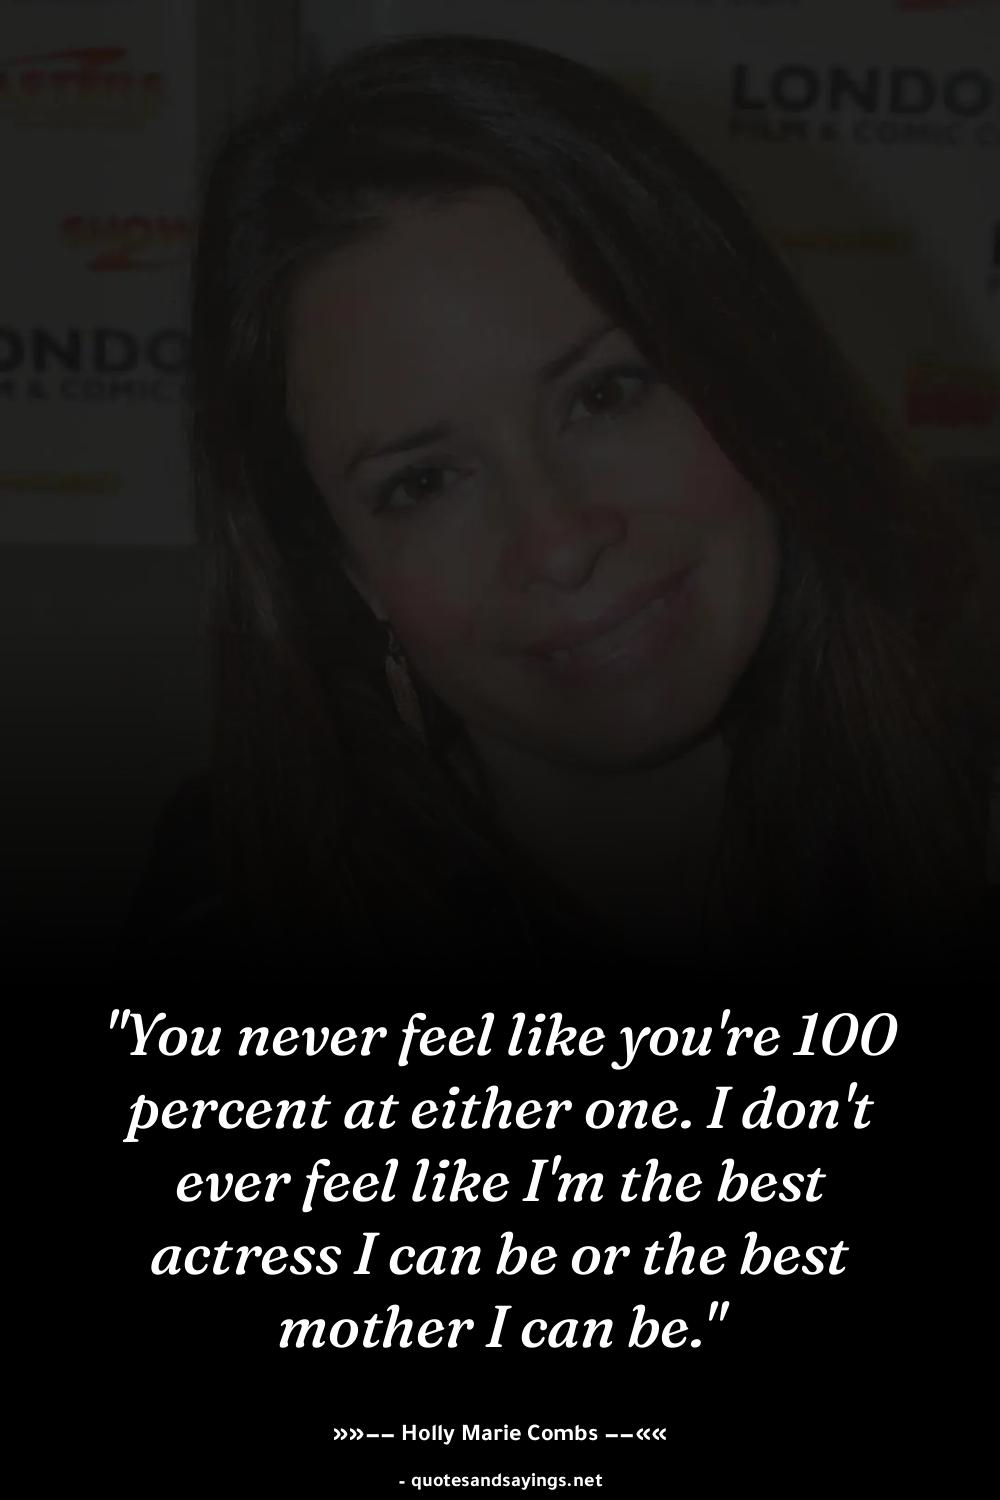 LONDO
FILM & COMIC C
SHOW
ONDO
M & COMIC
"You never feel like you're 100
percent at either one. I don't
ever feel like I'm the best
actress I can be or the best
mother I can be."
»»–– Holly Marie Combs ––««
- quotesandsayings.net